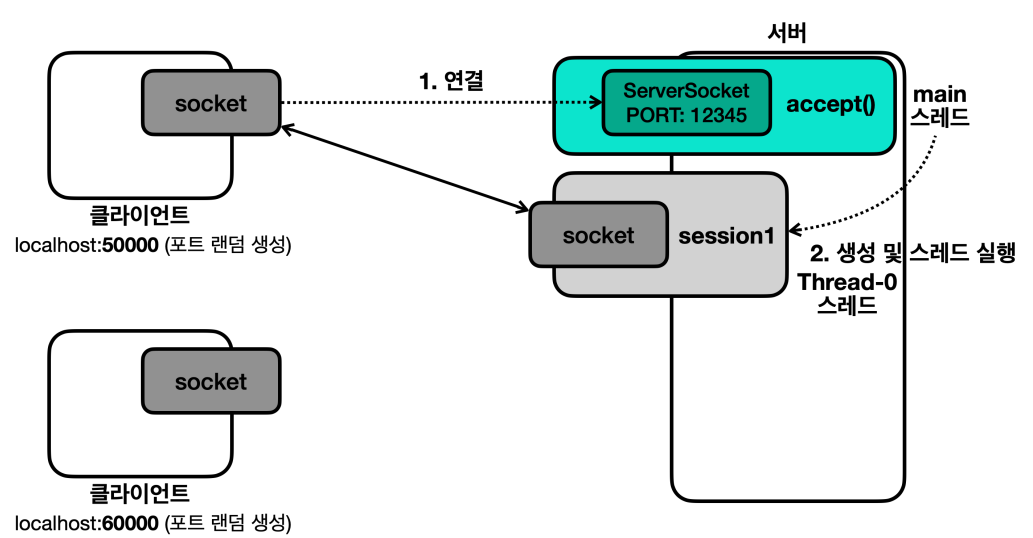 서버
socket
1. 연결
ServerSocket
PORT: 12345
accept()
main
스레드
클라이언트
localhost:50000 (포트 랜덤 생성)
socket
session1
2. 생성 및 스레드 실행
Thread-0
스레드
socket
클라이언트
localhost:60000 (포트 랜덤 생성)